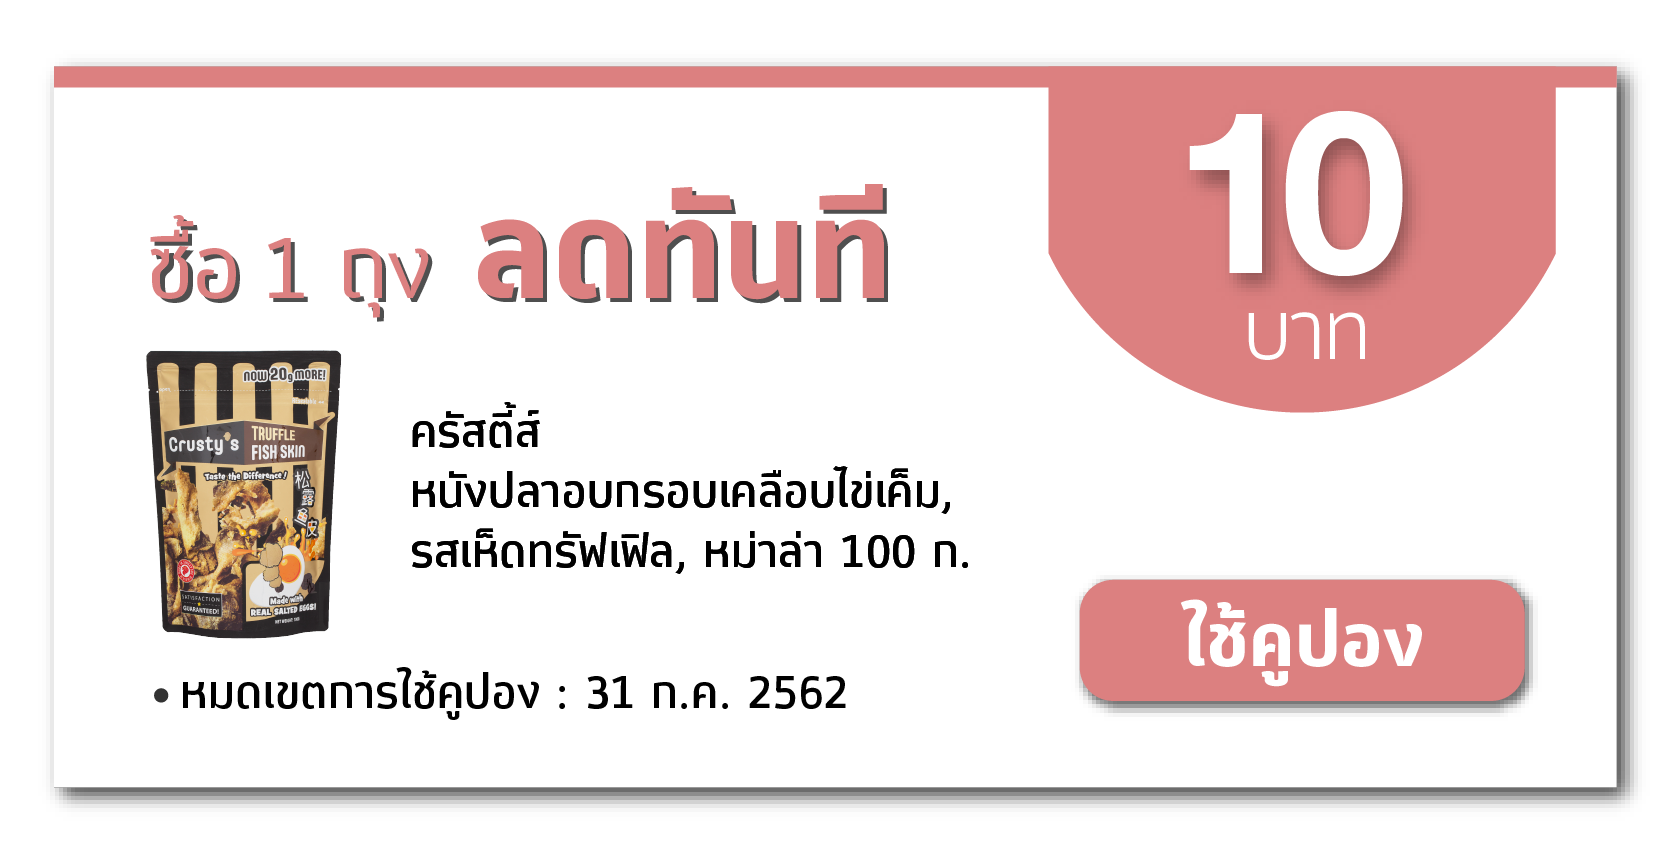 10
บาท
ซื้อ 1 ถุง ลดทันที
NOW 20g MORE!
Crusty's
TRUFFLE
FISH SKIN
Taste the Difference!
松
露
魚
皮
SATISFACTION
GUARANTEED!
Made with
REAL SALTED EGGS!
ครัสตี้ส์
หนังปลาอบกรอบเคลือบไข่เค็ม,
รสเห็ดทรัฟเฟิล, หม่าล่า 100 ก.
ใช้คูปอง
• หมดเขตการใช้คูปอง : 31 ก.ค. 2562